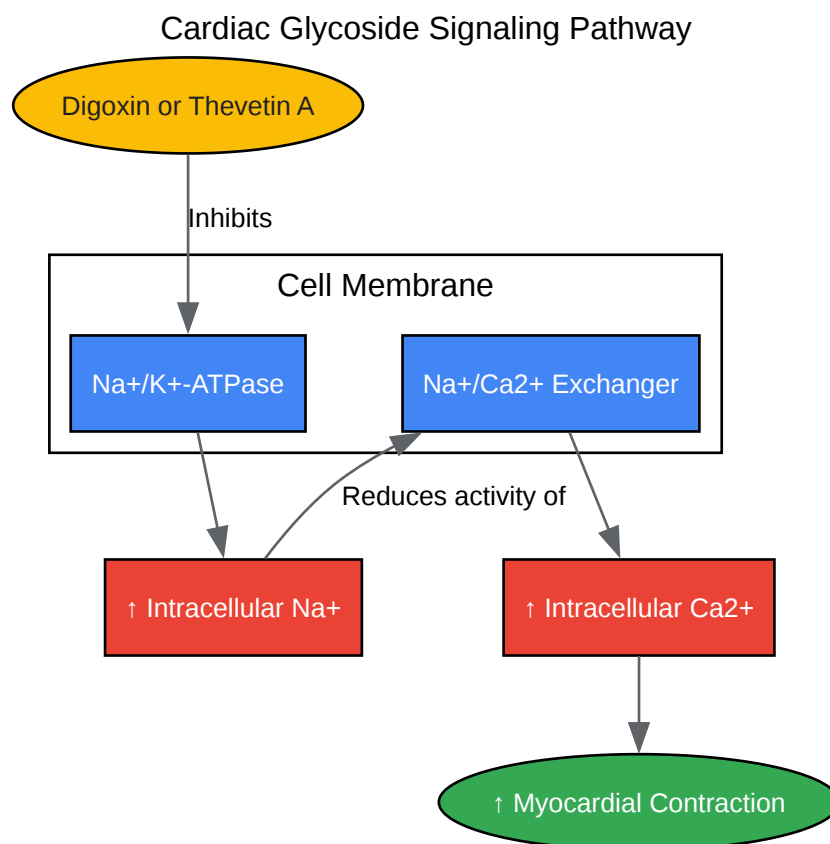 Cardiac Glycoside Signaling Pathway
Digoxin or Thevetin A
Inhibits
Cell Membrane
Na+/K+-ATPase
Na+/Ca2+ Exchanger
Reduces activity of
↑ Intracellular Na+
↑ Intracellular Ca2+
↑ Myocardial Contraction